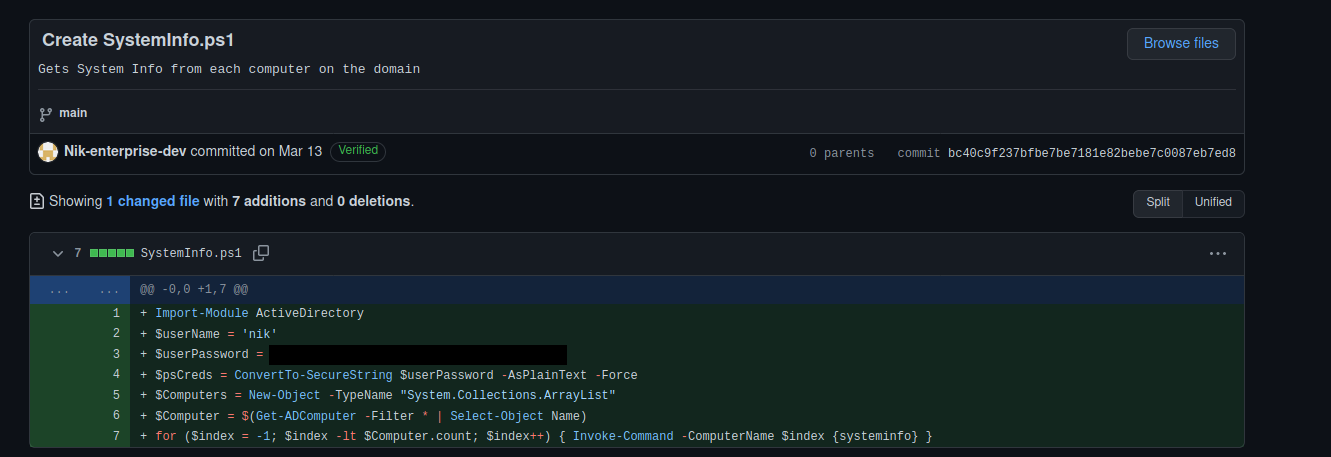 Create SystemInfo.ps1
Browse files
Gets System Info from each computer on the domain
main
Nik-enterprise-dev committed on Mar 13 Verified 0 parents commit bc40c9f237bfbe7be7181e82bebe7c0087eb7ed8
Showing 1 changed file with 7 additions and 0 deletions. Split Unified
7 SystemInfo.ps1 ...
... ... @@ -0,0 +1,7 @@
1 + Import-Module ActiveDirectory
2 + $userName = 'nik'
3 + $userPassword =
4 + $psCreds = ConvertTo-SecureString $userPassword -AsPlainText -Force
5 + $Computers = New-Object -TypeName "System.Collections.ArrayList"
6 + $Computer = $(Get-ADComputer -Filter * | Select-Object Name)
7 + for ($index = -1; $index -lt $Computer.count; $index++) { Invoke-Command -ComputerName $index {systeminfo} }